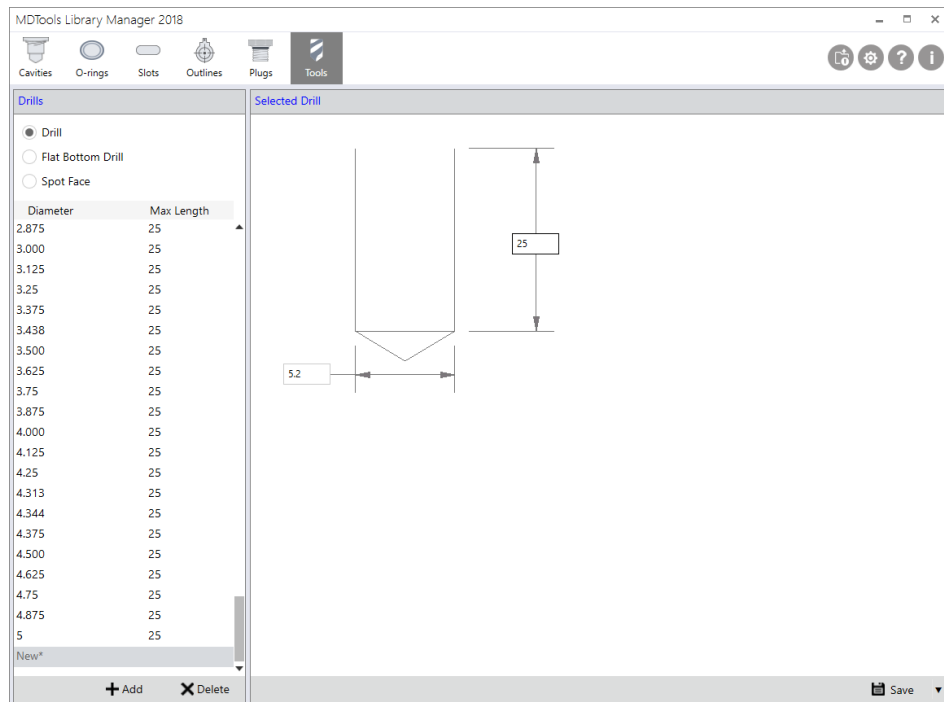 MDTools Library Manager 2018
Cavities O-rings Slots Outlines Plugs Tools
Drills
Selected Drill
Drill
Flat Bottom Drill
Spot Face
Diameter Max Length
2.875 25
3.000 25
3.125 25
3.25 25
3.375 25
3.438 25
3.500 25
3.625 25
3.75 25
3.875 25
4.000 25
4.125 25
4.25 25
4.313 25
4.344 25
4.375 25
4.500 25
4.625 25
4.75 25
4.875 25
5 25
New*
Add Delete
25
5.2
Save